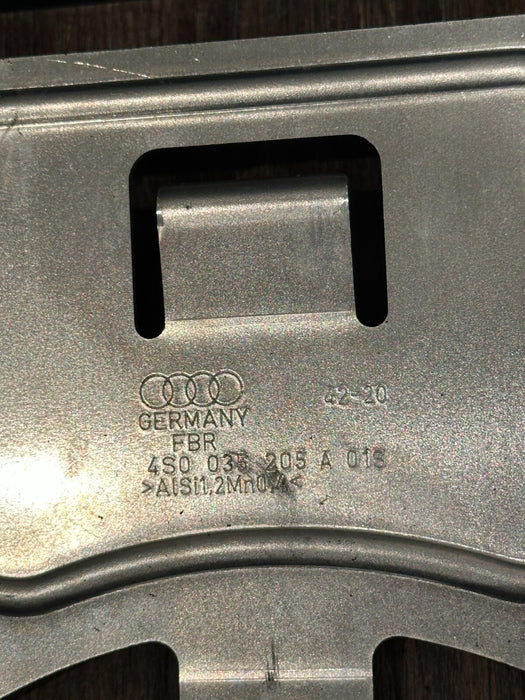 42-20
GERMANY
FBR
4S0 035 205 A 01S
>AlSi1,2Mn0,4<